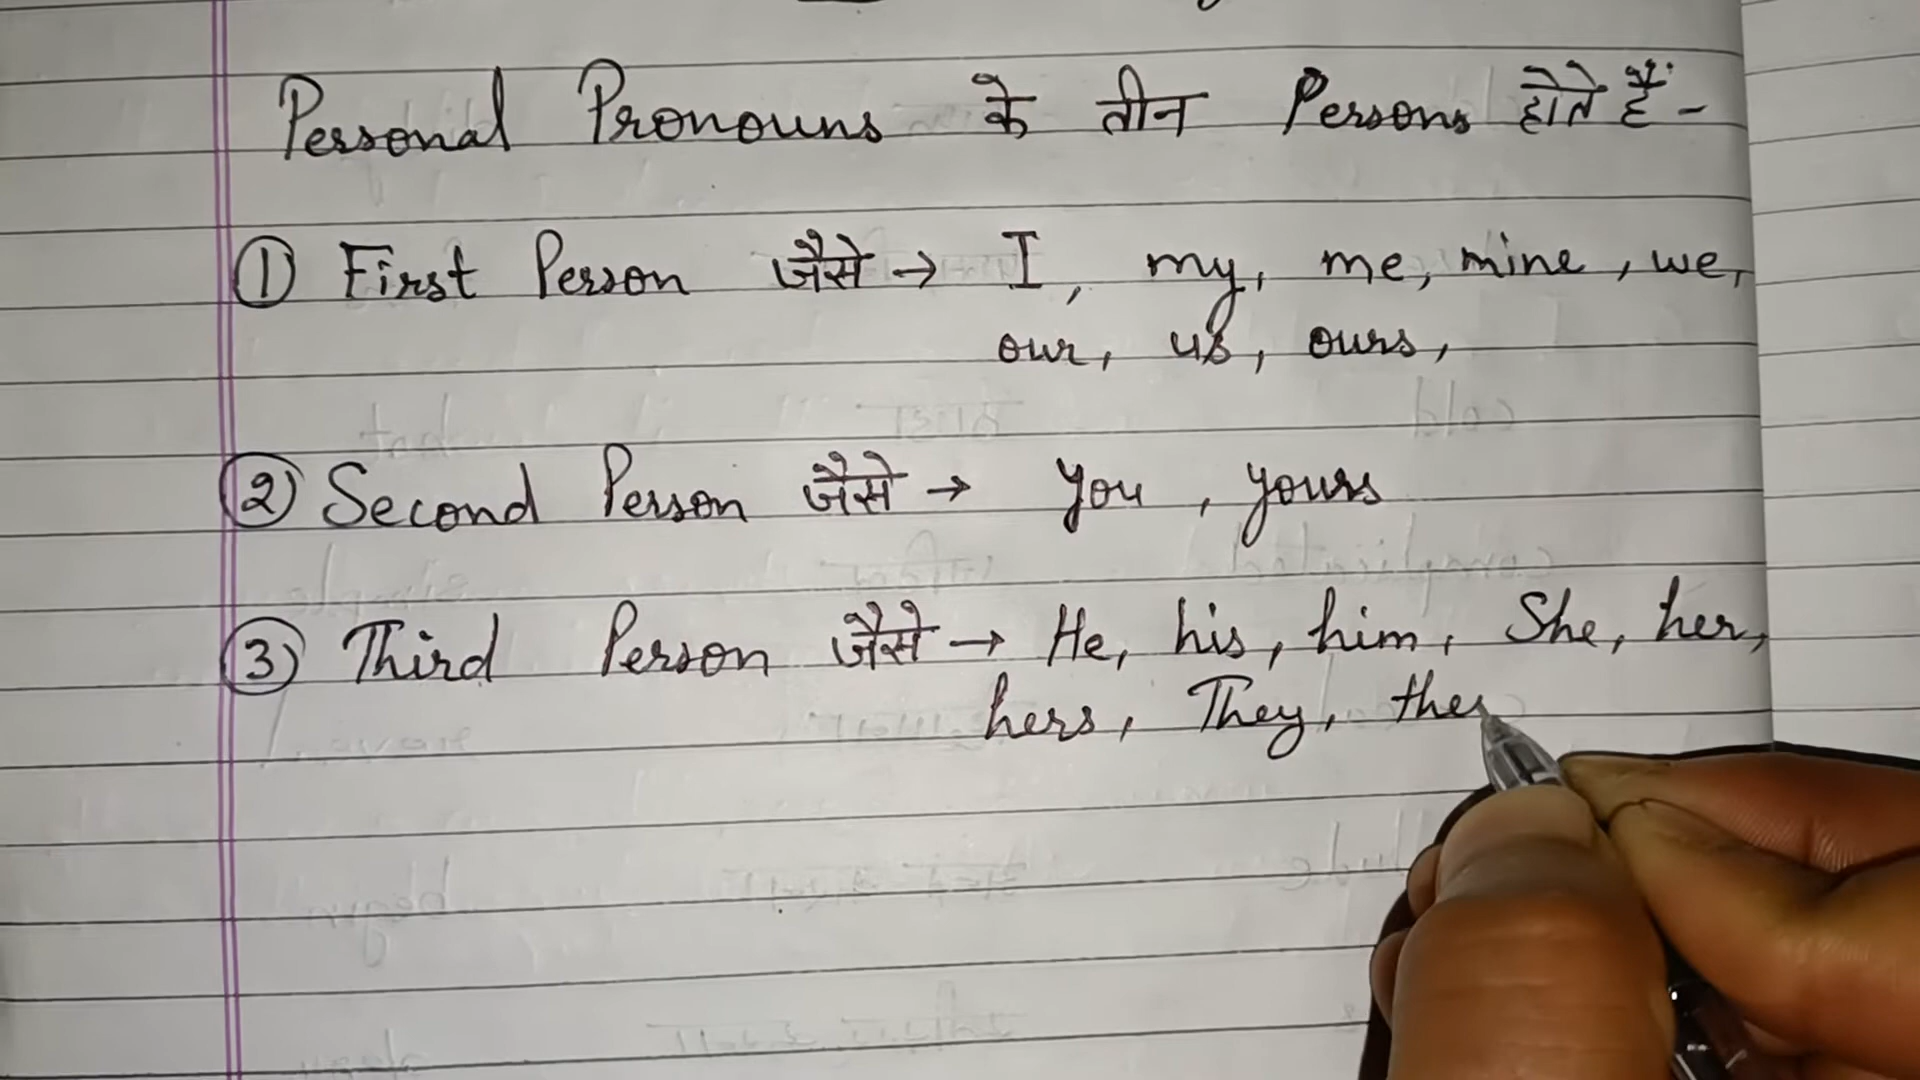 Personal Pronouns के तीन Persons होते हैं -
① First Person जैसे → I, my, me, mine, we,
our, us, ours,
② Second Person जैसे → you, yours
③ Third Person जैसे → He, his, him, She, her,
hers, They,